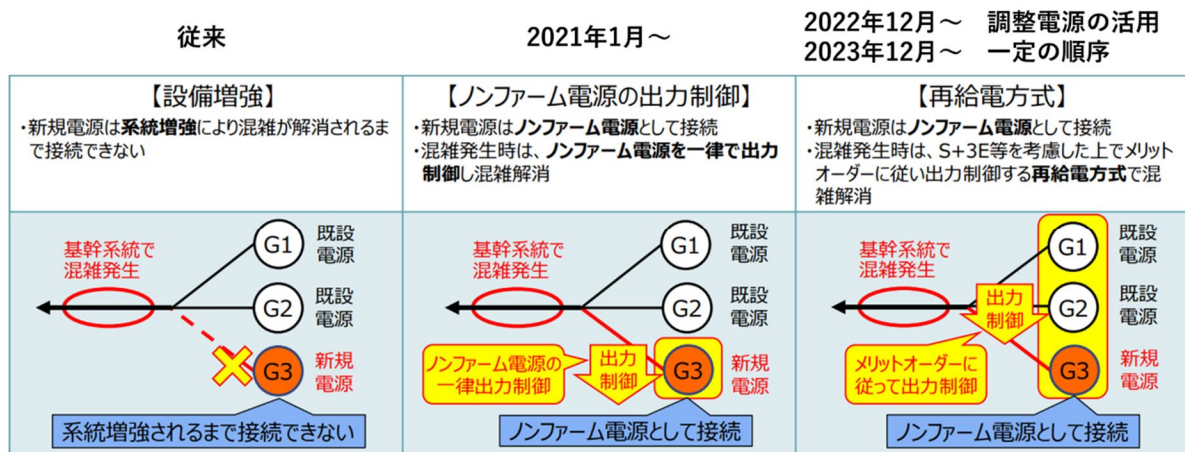 従来
2021年1月～
2022年12月～　調整電源の活用
2023年12月～　一定の順序
【設備増強】
・新規電源は系統増強により混雑が解消されるま
で接続できない
【ノンファーム電源の出力制御】
・新規電源はノンファーム電源として接続
・混雑発生時は、ノンファーム電源を一律で出力
制御し混雑解消
【再給電方式】
・新規電源はノンファーム電源として接続
・混雑発生時は、S+3E等を考慮した上でメリット
オーダーに従い出力制御する再給電方式で混
雑解消
基幹系統で
混雑発生
G1
既設
電源
G2
既設
電源
G3
新規
電源
系統増強されるまで接続できない
基幹系統で
混雑発生
G1
既設
電源
G2
既設
電源
ノンファーム電源の
一律出力制御
出力
制御
G3
新規
電源
ノンファーム電源として接続
基幹系統で
混雑発生
G1
既設
電源
出力
制御
G2
既設
電源
メリットオーダーに
従って出力制御
G3
新規
電源
ノンファーム電源として接続